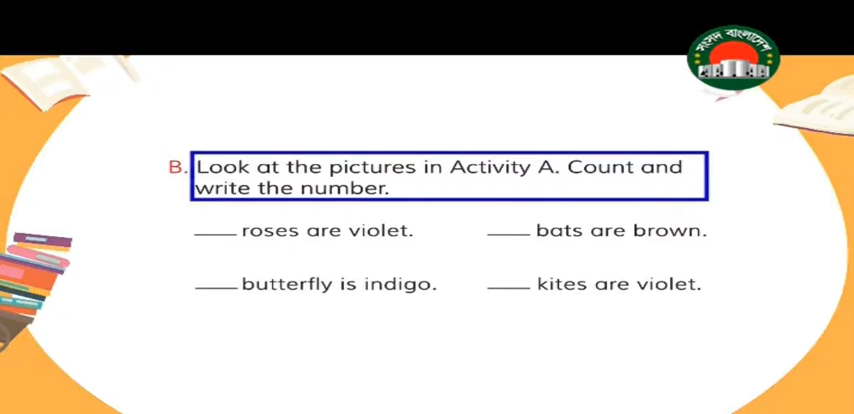 সংসদ বাংলাদেশ
B. Look at the pictures in Activity A. Count and
write the number.
____ roses are violet. ____ bats are brown.
____ butterfly is indigo. ____ kites are violet.